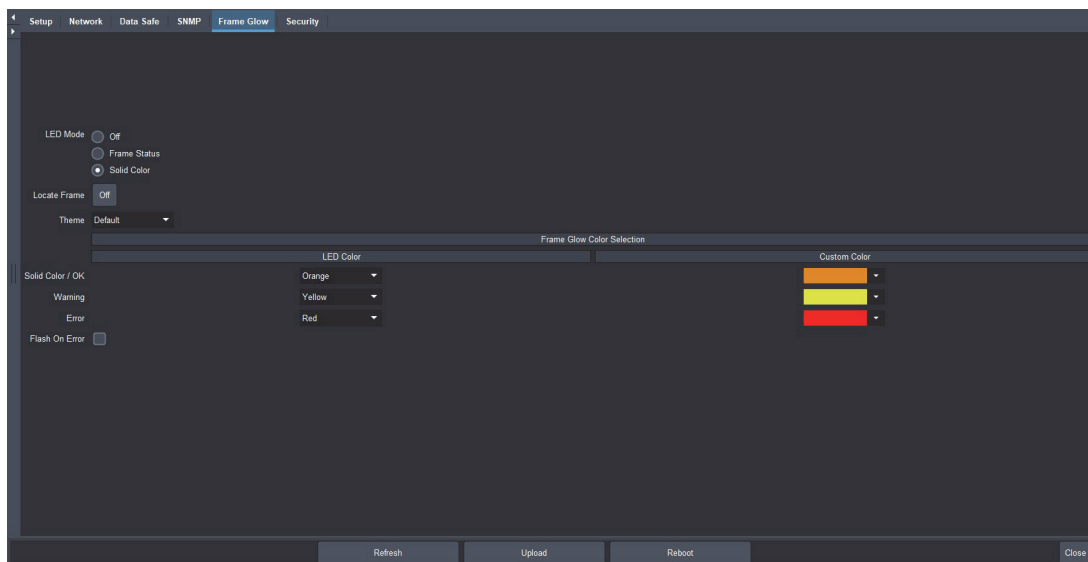 Setup Network Data Safe SNMP Frame Glow Security
LED Mode Off
Frame Status
Solid Color
Locate Frame Off
Theme Default
Frame Glow Color Selection
LED Color Custom Color
Solid Color / OK Orange
Warning Yellow
Error Red
Flash On Error
Refresh Upload Reboot Close